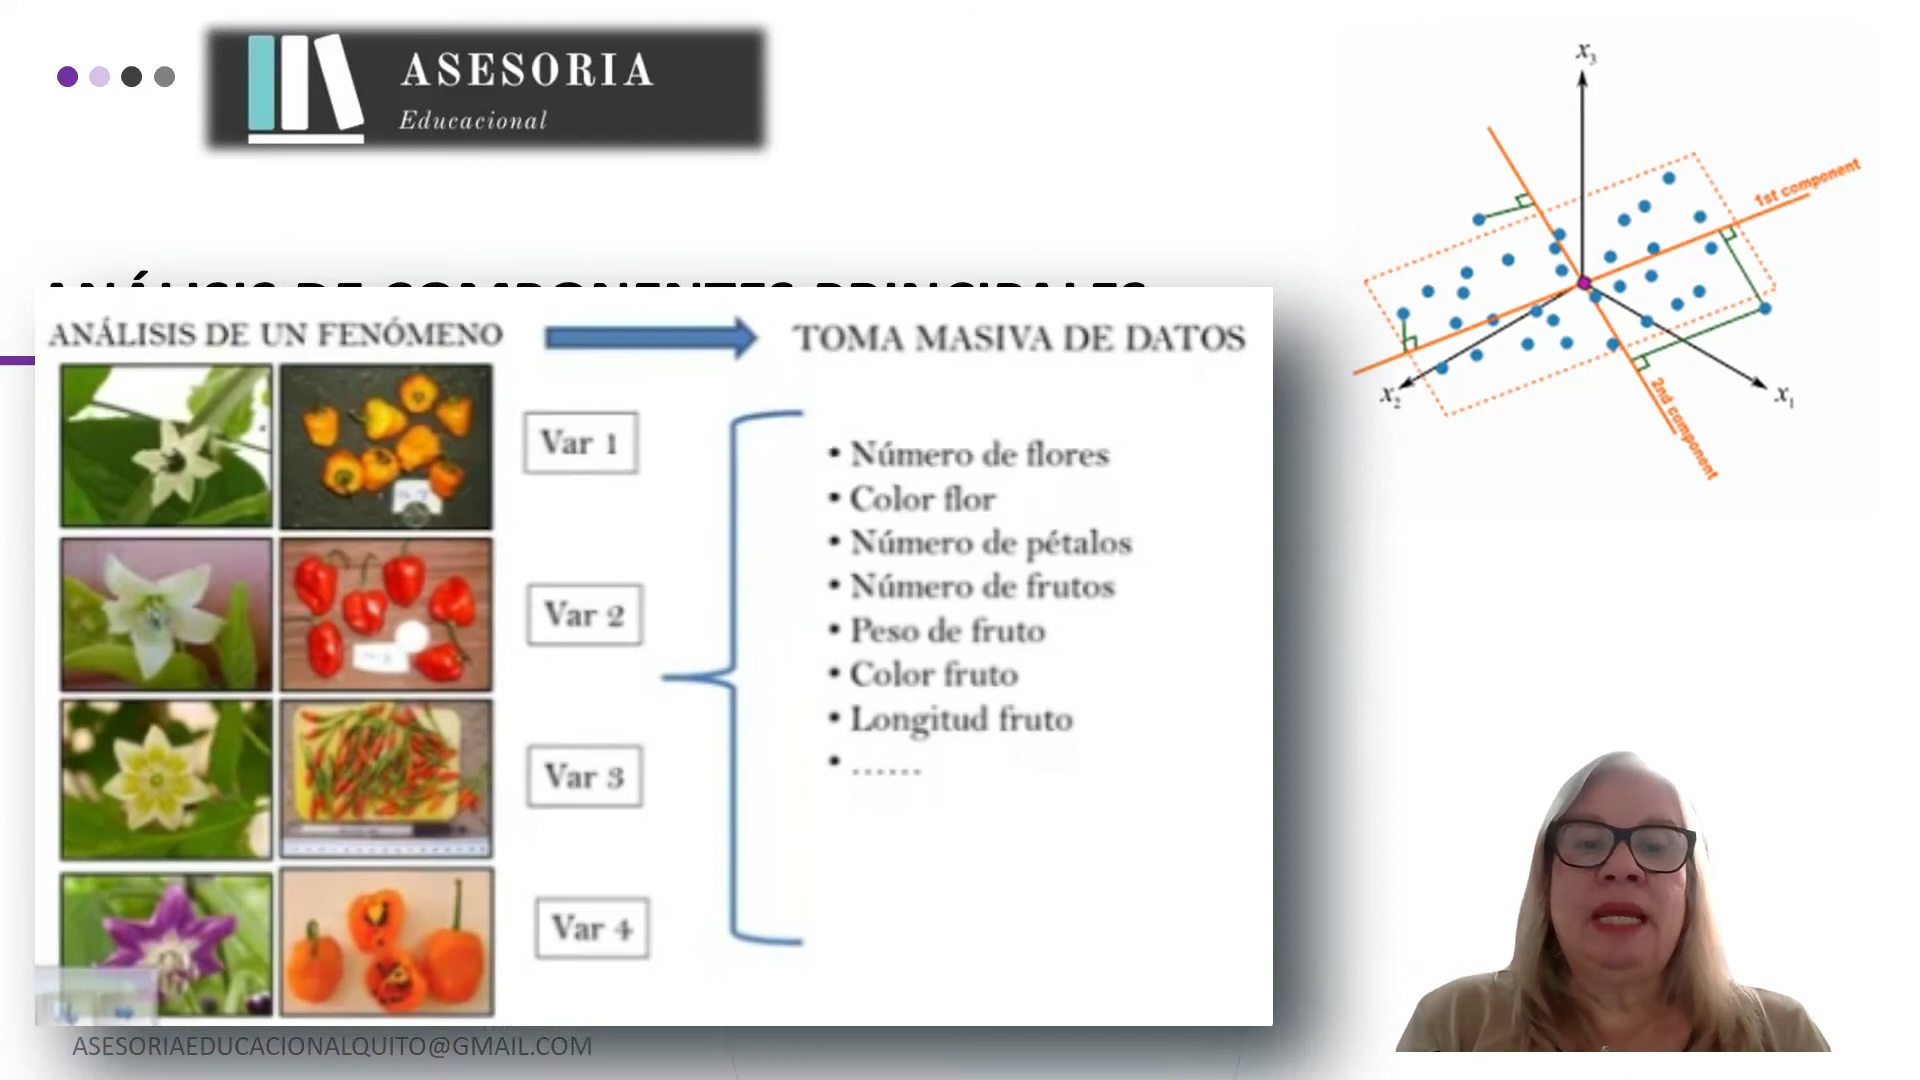 ASESORIA
Educacional
ANÁLISIS DE COMPONENTES PRINCIPALES
ANÁLISIS DE UN FENÓMENO
TOMA MASIVA DE DATOS
Var 1
Var 2
Var 3
Var 4
• Número de flores
• Color flor
• Número de pétalos
• Número de frutos
• Peso de fruto
• Color fruto
• Longitud fruto
• ......
x3
1st component
x2
x1
2nd component
ASESORIAEDUCACIONALQUITO@GMAIL.COM